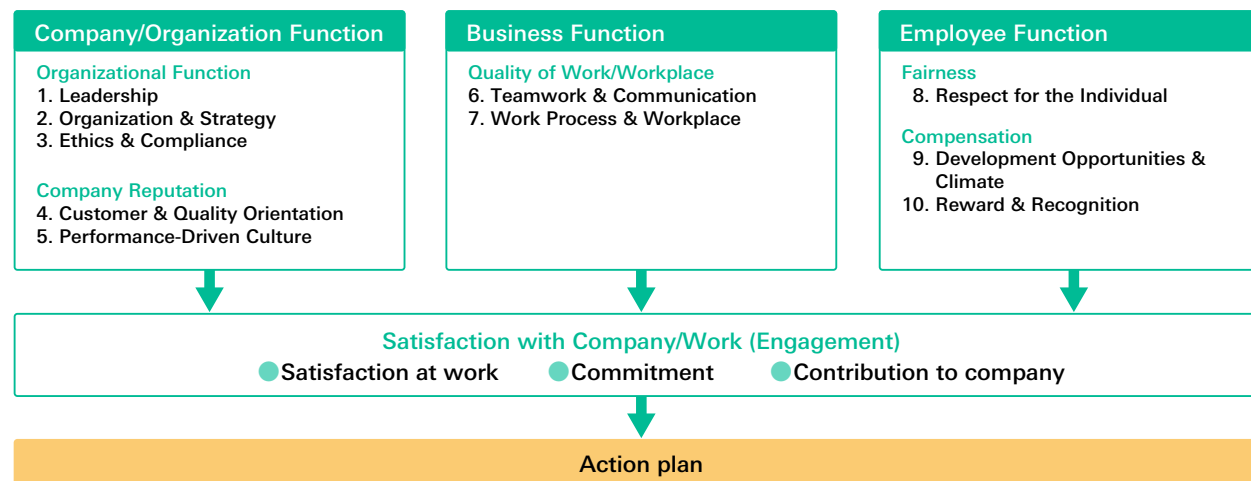 Company/Organization Function
Organizational Function
1. Leadership
2. Organization & Strategy
3. Ethics & Compliance
Company Reputation
4. Customer & Quality Orientation
5. Performance-Driven Culture
Business Function
Quality of Work/Workplace
6. Teamwork & Communication
7. Work Process & Workplace
Employee Function
Fairness
8. Respect for the Individual
Compensation
9. Development Opportunities &
Climate
10. Reward & Recognition
Satisfaction with Company/Work (Engagement)
Satisfaction at work Commitment Contribution to company
Action plan